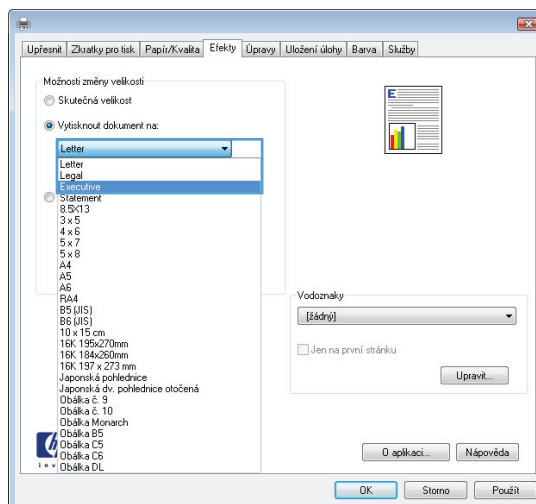 Upřesnit Zkratky pro tisk Papír/Kvalita Efekty Úpravy Uložení úlohy Barva Služby
Možnosti změny velikosti
Skutečná velikost
Vytisknout dokument na:
Letter
Letter
Legal
Executive
Statement
8.5X13
3 x 5
4 x 6
5 x 7
5 x 8
A4
A5
A6
RA4
B5 (JIS)
B6 (JIS)
10 x 15 cm
16K 195x270mm
16K 184x260mm
16K 197 x 273 mm
Japonská pohlednice
Japonská dv. pohlednice otočená
Obálka č. 9
Obálka č. 10
Obálka Monarch
Obálka B5
Obálka C5
Obálka C6
Obálka DL
E
Vodoznaky
[žádný]
Jen na první stránku
Upravit...
i n v
O aplikaci... Nápověda
OK Storno Použít